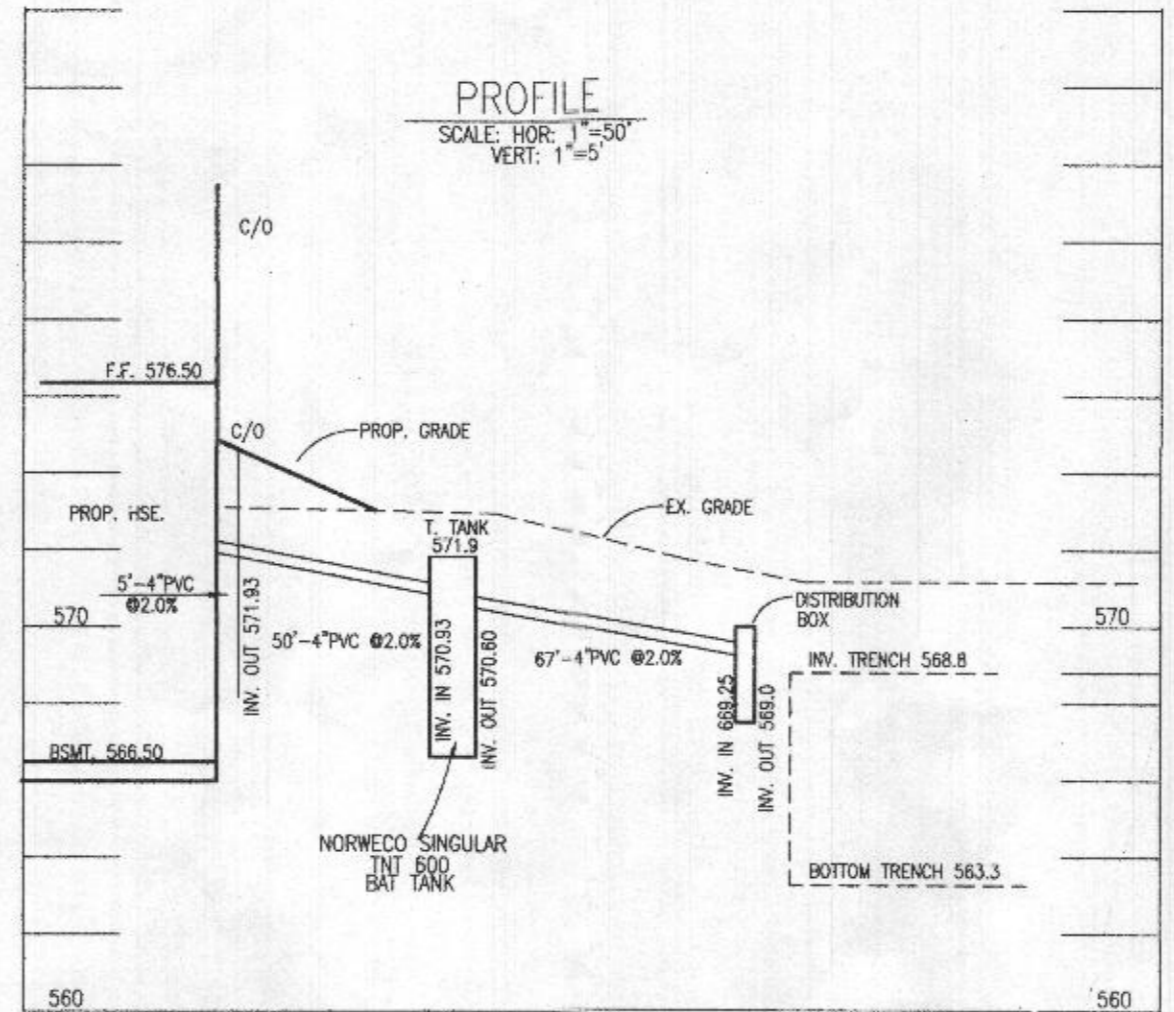 PROFILE
SCALE: HOR: 1"=50'
VERT: 1"=5'
C/O
F.F. 576.50
C/O
PROP. GRADE
PROP. HSE.
EX. GRADE
T. TANK
571.9
5'-4"PVC
@2.0%
INV. OUT 571.93
570
50'-4"PVC @2.0%
INV. IN 570.93
INV. OUT 570.60
67'-4"PVC @2.0%
DISTRIBUTION
BOX
570
INV. TRENCH 568.8
INV. IN 669.25
INV. OUT 569.0
BSMT. 566.50
NORWECO SINGULAR
TNT 600
BAT TANK
BOTTOM TRENCH 563.3
560
560